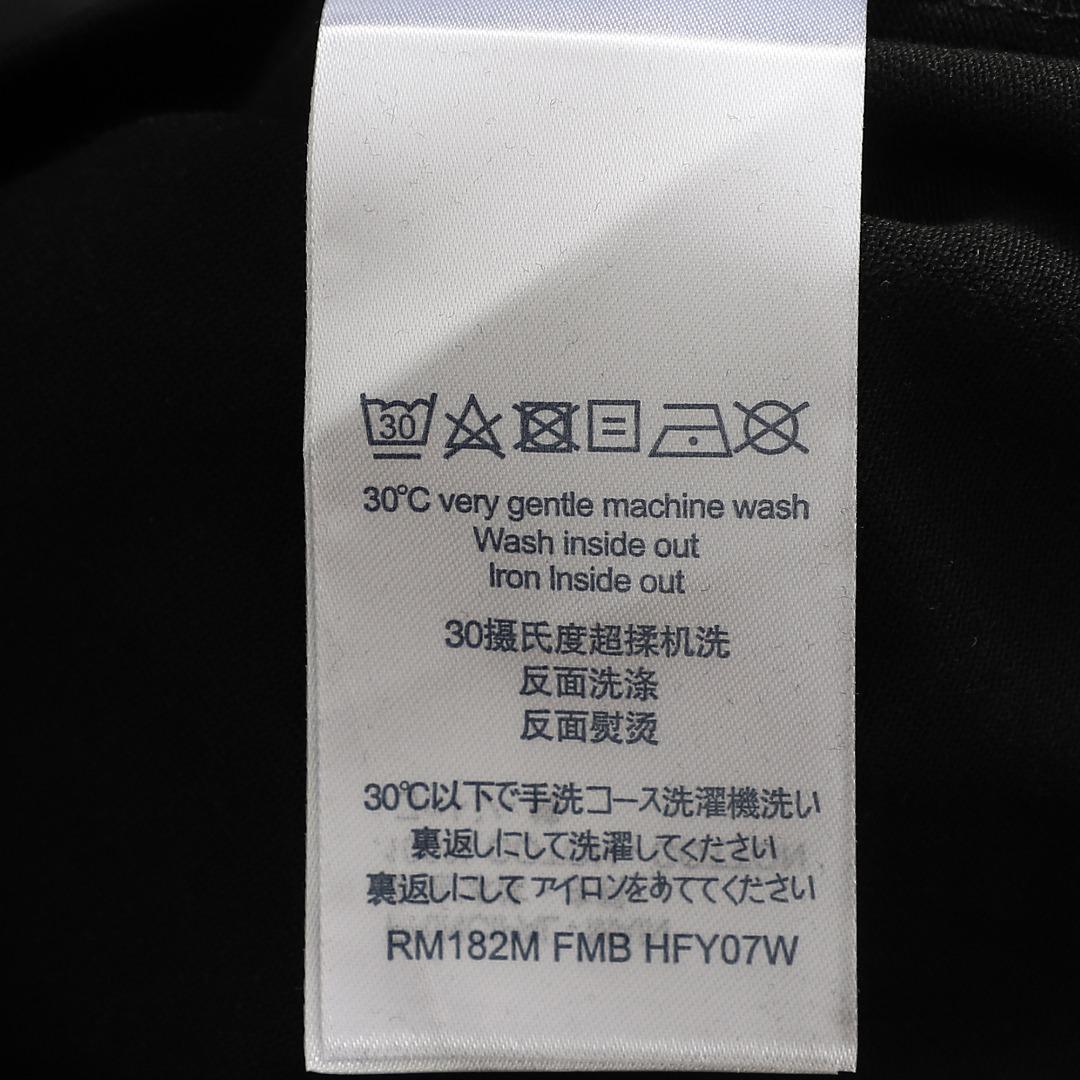 30
30°C very gentle machine wash
Wash inside out
Iron Inside out
30摄氏度超揉机洗
反面洗涤
反面熨烫
30℃以下で手洗コース洗濯機洗い
裏返しにして洗濯してください
裏返しにしてアイロンをあててください
RM182M FMB HFY07W